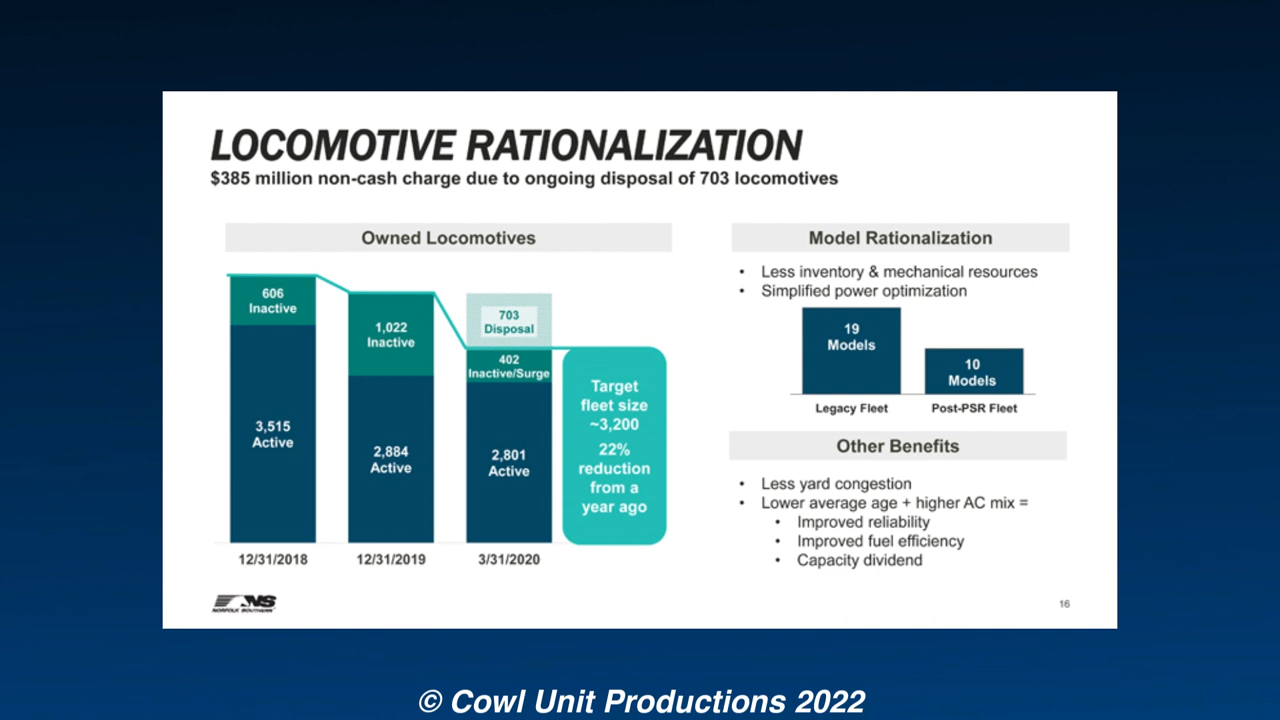 LOCOMOTIVE RATIONALIZATION
$385 million non-cash charge due to ongoing disposal of 703 locomotives
Owned Locomotives
606
Inactive
3,515
Active
12/31/2018
1,022
Inactive
2,884
Active
12/31/2019
703
Disposal
402
Inactive/Surge
2,801
Active
3/31/2020
Target
fleet size
~3,200
22%
reduction
from a
year ago
Model Rationalization
• Less inventory & mechanical resources
• Simplified power optimization
19
Models
Legacy Fleet
10
Models
Post-PSR Fleet
Other Benefits
• Less yard congestion
• Lower average age + higher AC mix =
• Improved reliability
• Improved fuel efficiency
• Capacity dividend
NS
NORFOLK SOUTHERN
16
© Cowl Unit Productions 2022